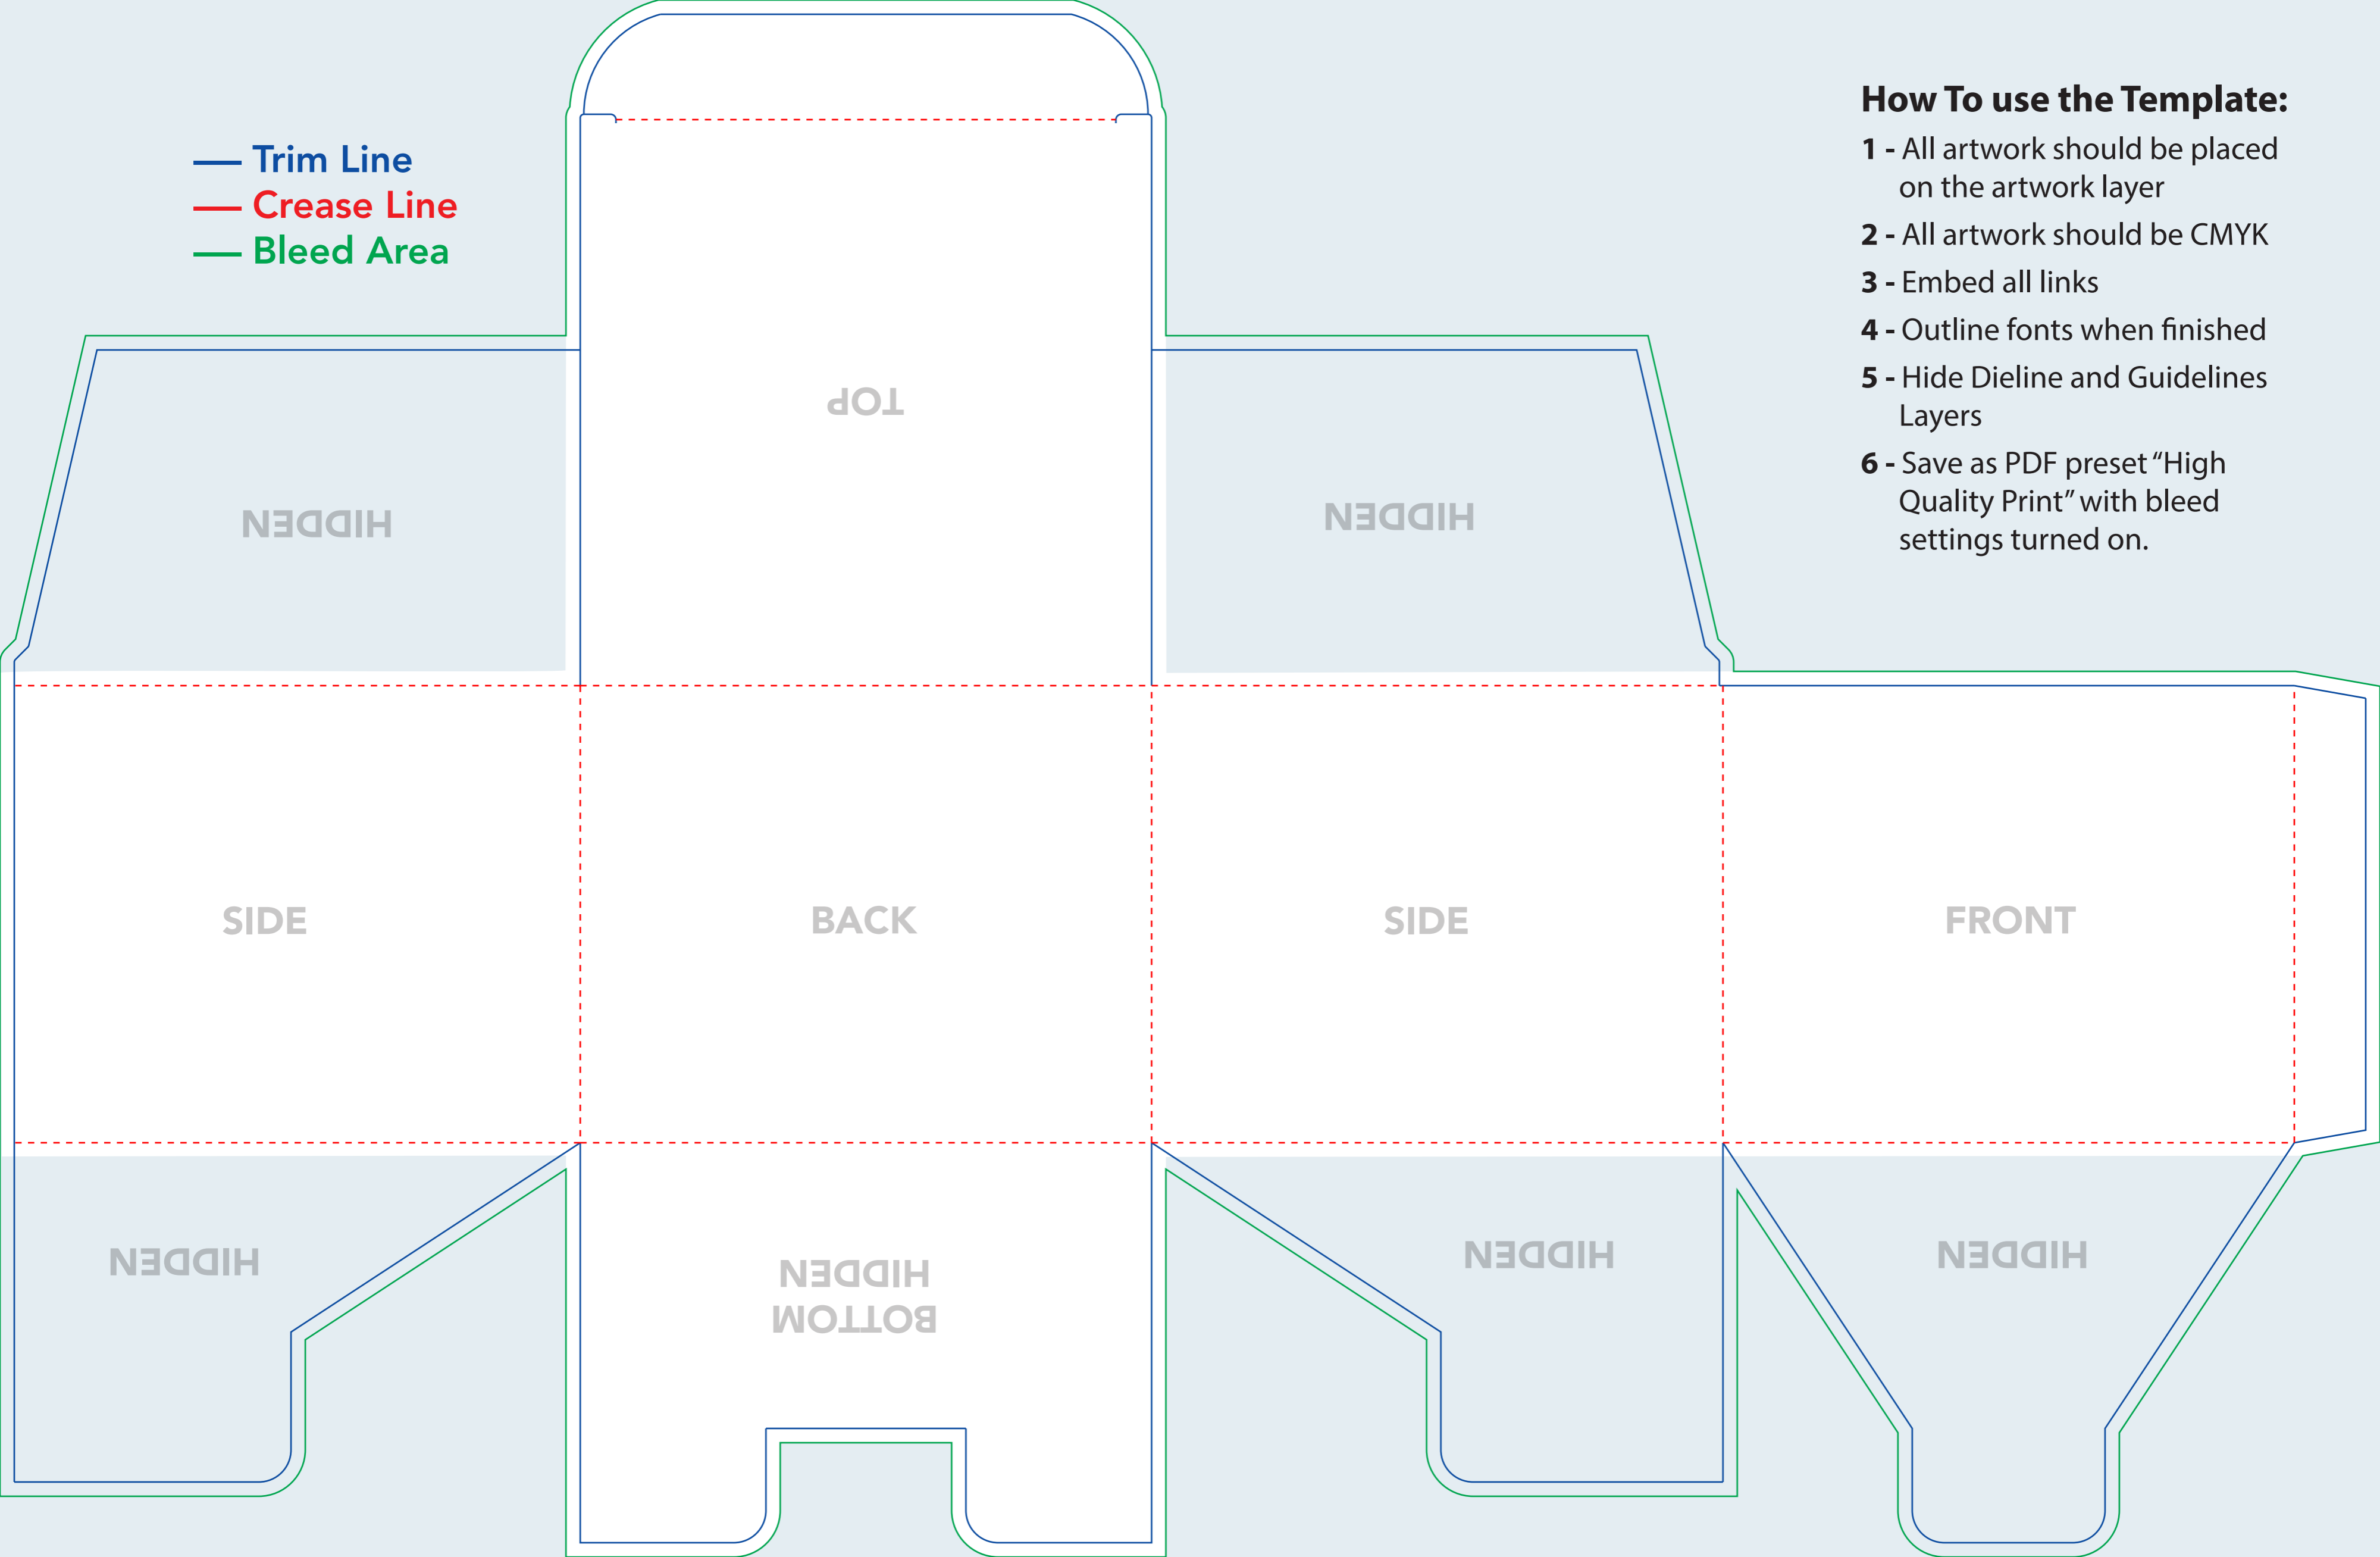 Trim Line
Crease Line
Bleed Area
How To use the Template:
1 - All artwork should be placed
on the artwork layer
2 - All artwork should be CMYK
3 - Embed all links
4 - Outline fonts when finished
5 - Hide Dieline and Guidelines
Layers
6 - Save as PDF preset “High
Quality Print” with bleed
settings turned on.
TOP
HIDDEN
HIDDEN
SIDE
BACK
SIDE
FRONT
HIDDEN
BOTTOM
HIDDEN
HIDDEN
HIDDEN